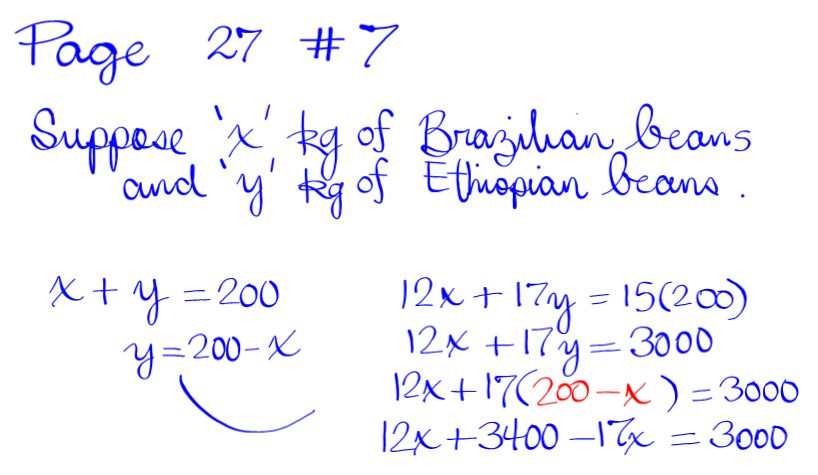 Page 27 #7
Suppose 'x' kg of Brazilian beans
and 'y' kg of Ethiopian beans.
x + y = 200
y = 200 - x
12x + 17y = 15(200)
12x + 17y = 3000
12x + 17(200 - x) = 3000
12x + 3400 - 17x = 3000